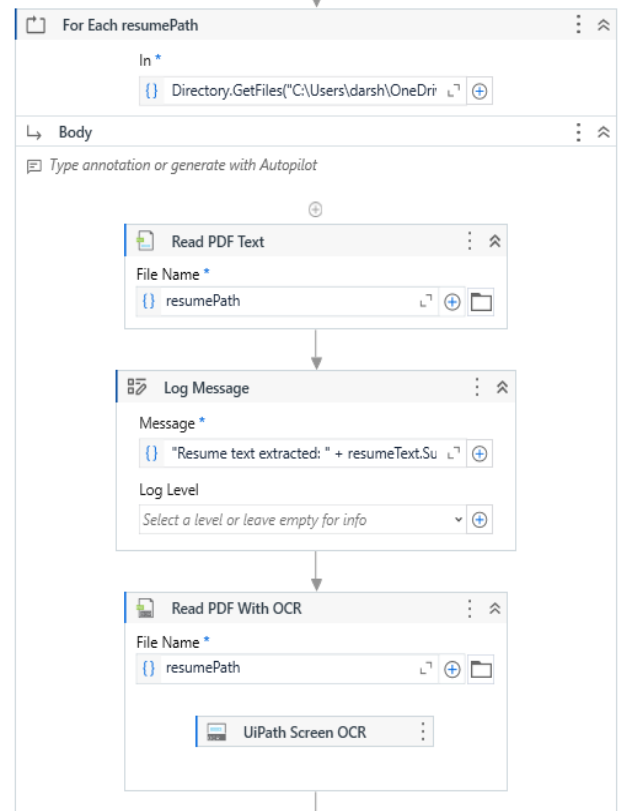 For Each resumePath
In *
{} Directory.GetFiles("C:\Users\darsh\OneDri
Body
Type annotation or generate with Autopilot
Read PDF Text
File Name *
{} resumePath
Log Message
Message *
{} "Resume text extracted: " + resumeText.Su
Log Level
Select a level or leave empty for info
Read PDF With OCR
File Name *
{} resumePath
UiPath Screen OCR